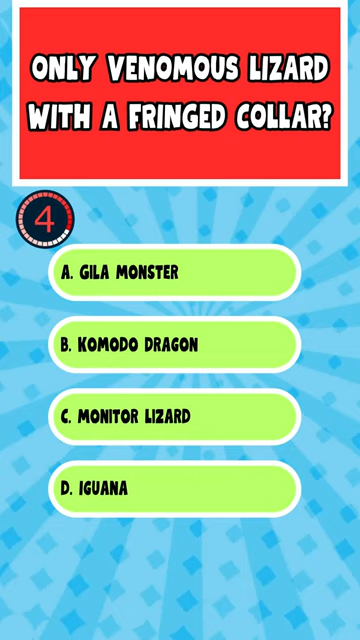 ONLY VENOMOUS LIZARD
WITH A FRINGED COLLAR?
4
A. GILA MONSTER
B. KOMODO DRAGON
C. MONITOR LIZARD
D. IGUANA